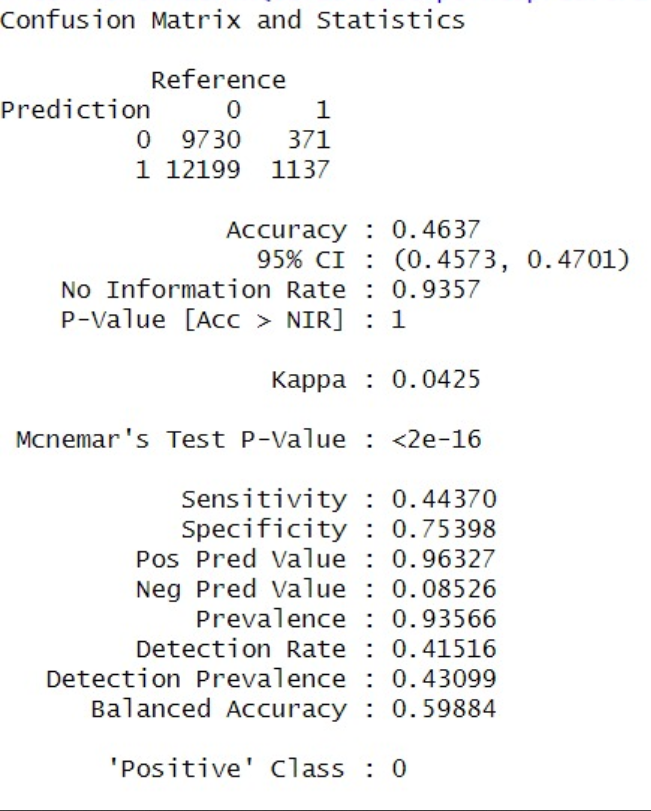 Confusion Matrix and Statistics
Reference
Prediction 0 1
0 9730 371
1 12199 1137
Accuracy : 0.4637
95% CI : (0.4573, 0.4701)
No Information Rate : 0.9357
P-Value [Acc > NIR] : 1
Kappa : 0.0425
Mcnemar's Test P-Value : <2e-16
Sensitivity : 0.44370
Specificity : 0.75398
Pos Pred Value : 0.96327
Neg Pred Value : 0.08526
Prevalence : 0.93566
Detection Rate : 0.41516
Detection Prevalence : 0.43099
Balanced Accuracy : 0.59884
'Positive' Class : 0